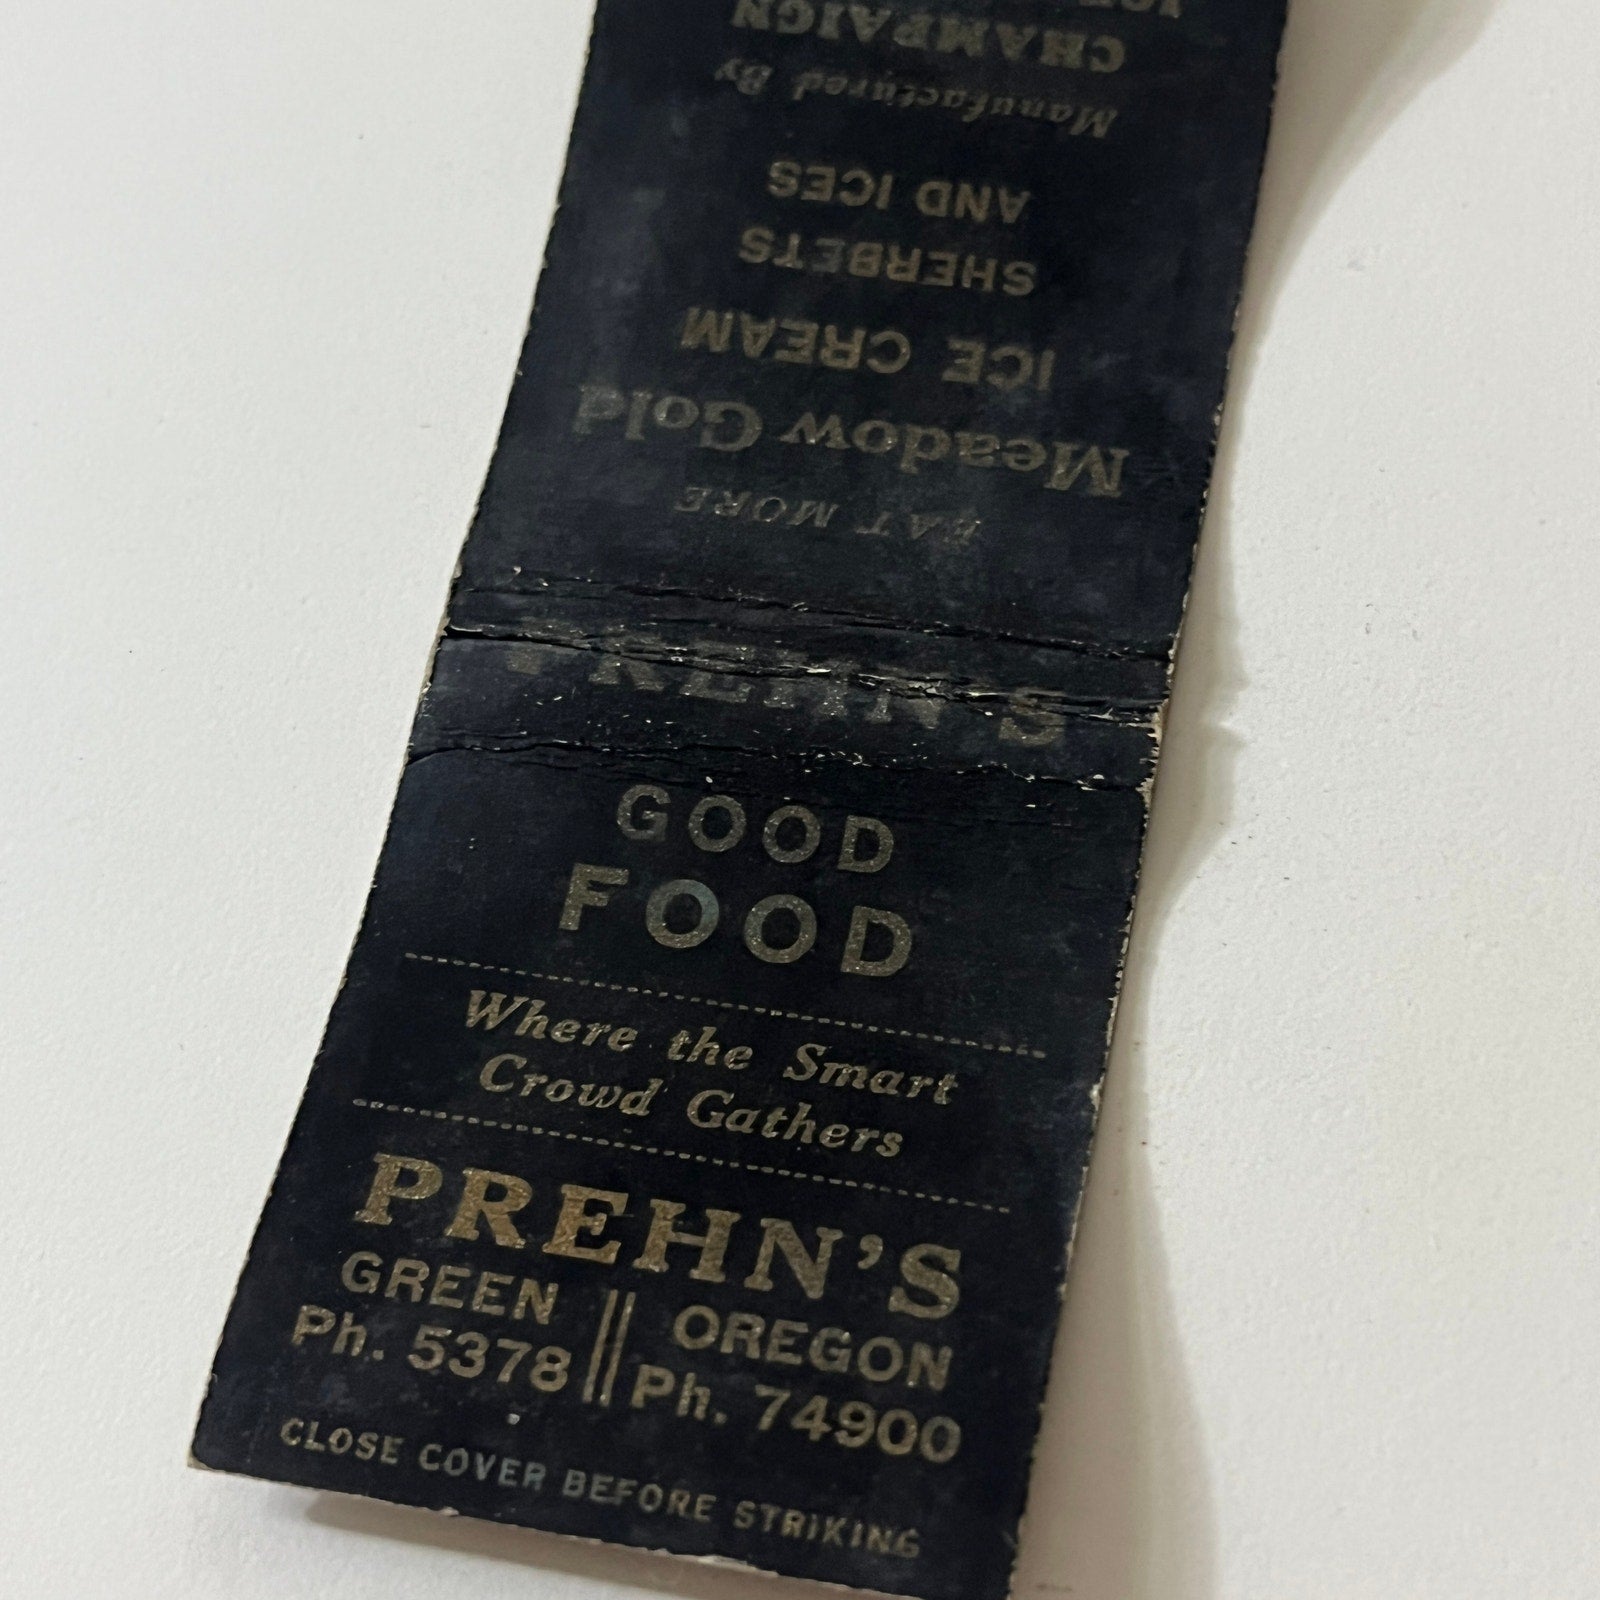 GOOD
FOOD
Where the Smart
Crowd Gathers
PREHN'S
GREEN || OREGON
Ph. 5378 || Ph. 74900
CLOSE COVER BEFORE STRIKING
PREHN'S
EAT MORE
Meadow Gold
ICE CREAM
SHERBETS
AND ICES
Manufactured By
CHAMPAIGN